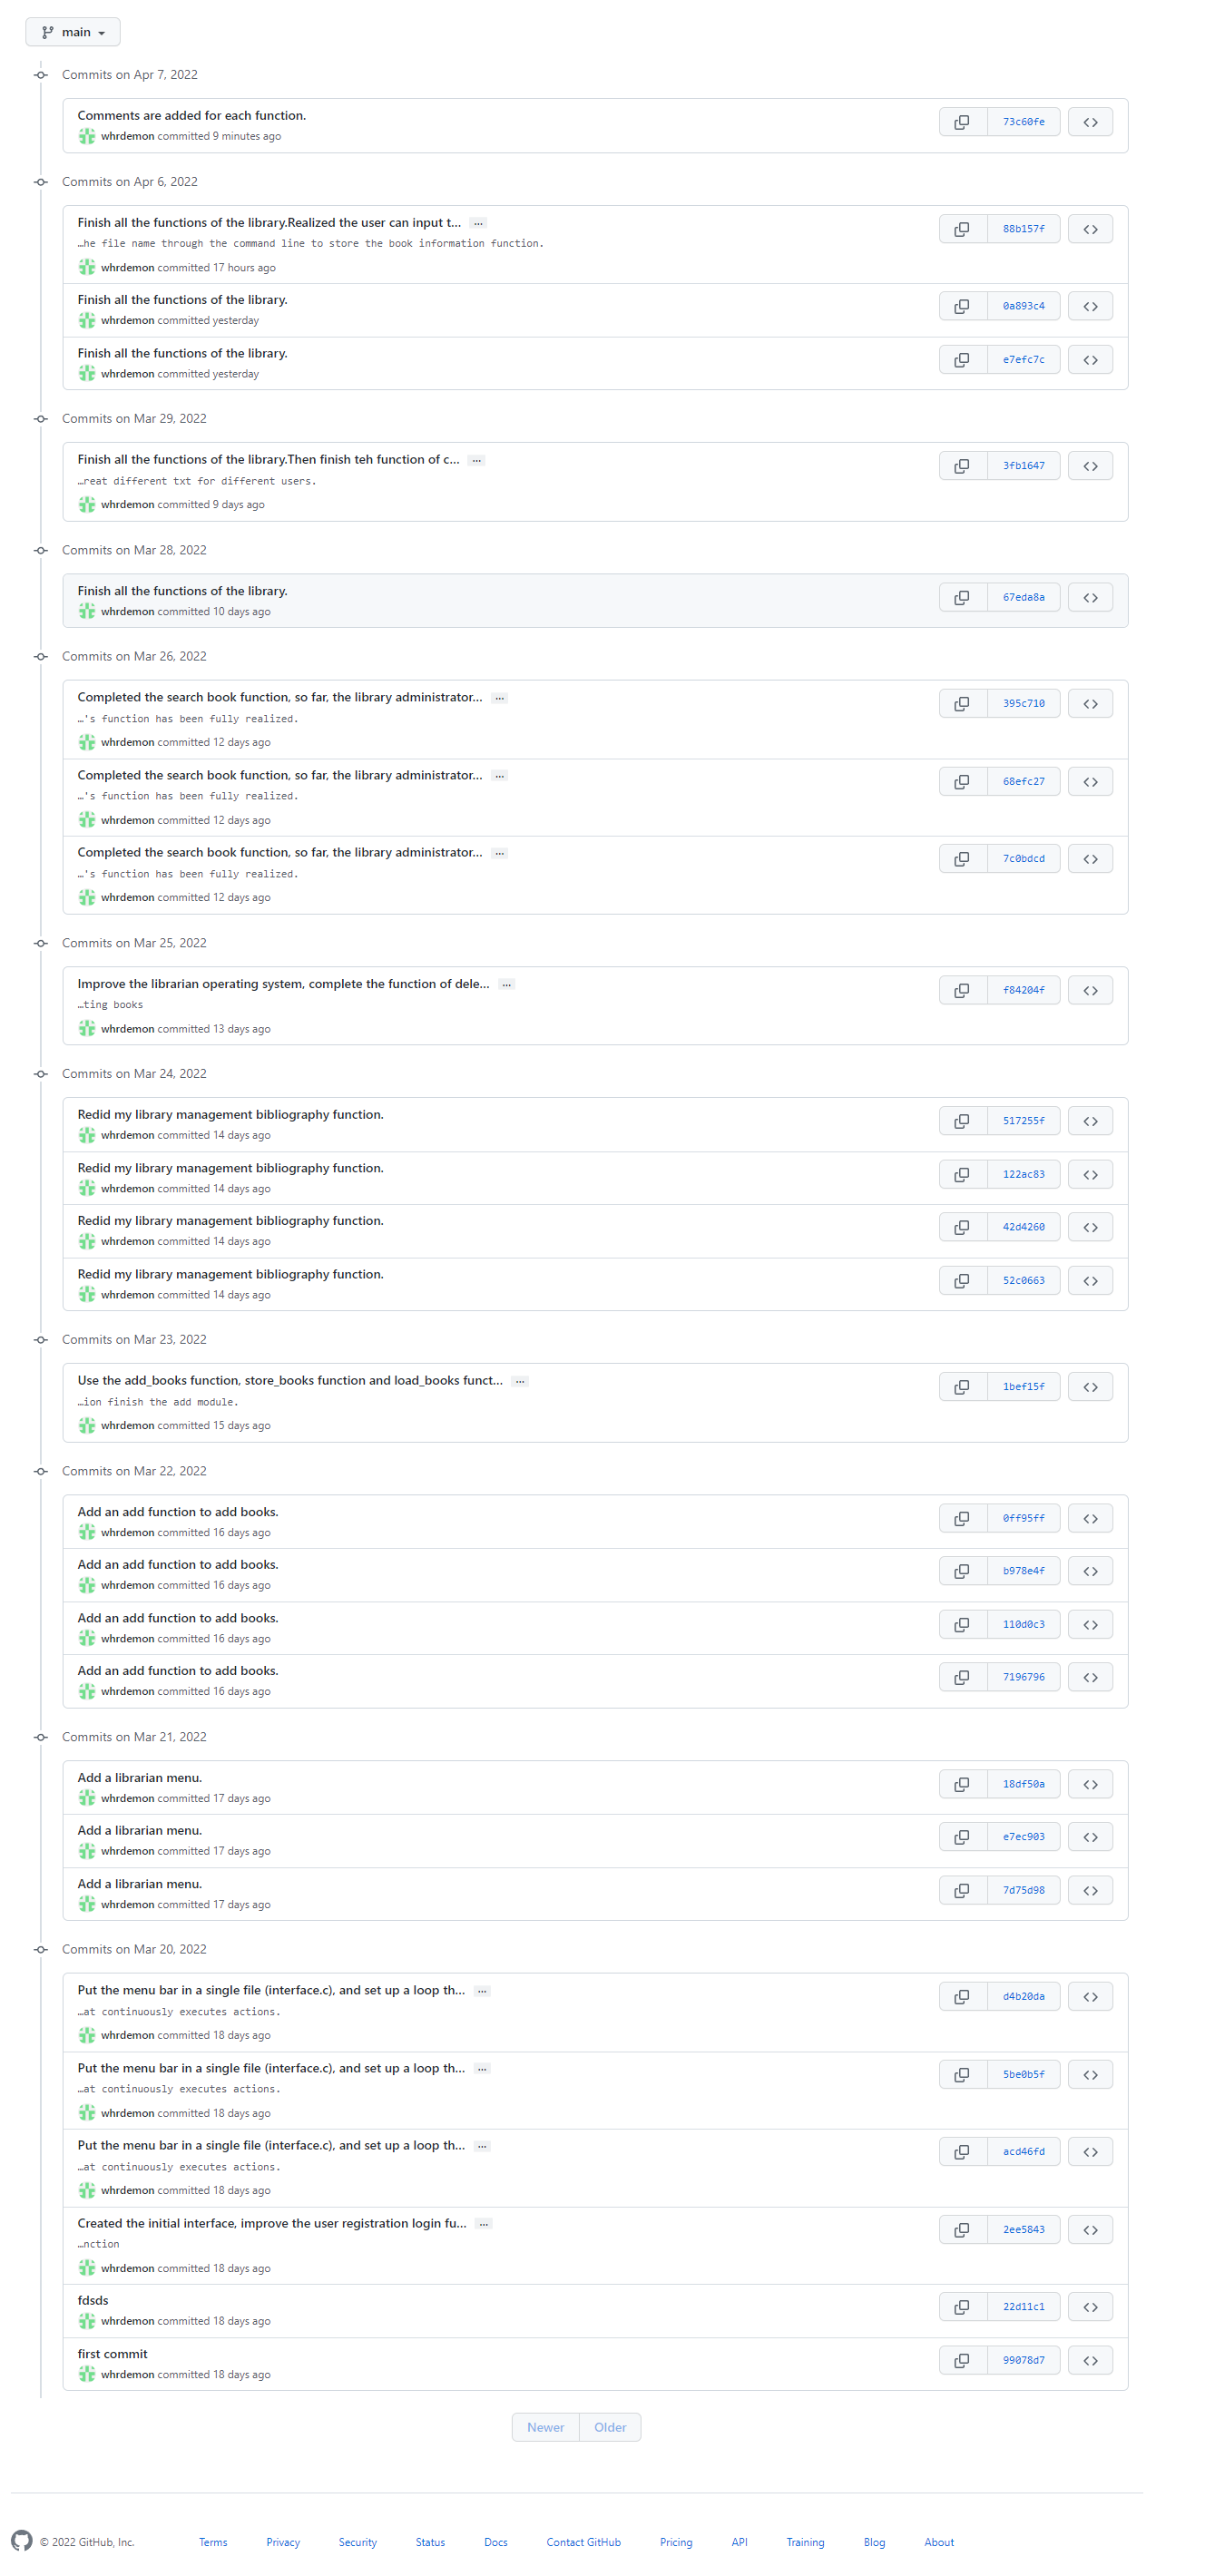 main
Commits on Apr 7, 2022
Comments are added for each function.
whrdemon committed 9 minutes ago
73c60fe
Commits on Apr 6, 2022
Finish all the functions of the library.Realized the user can input t... ...
…he file name through the command line to store the book information function.
whrdemon committed 17 hours ago
88b157f
Finish all the functions of the library.
whrdemon committed yesterday
0a893c4
Finish all the functions of the library.
whrdemon committed yesterday
e7efc7c
Commits on Mar 29, 2022
Finish all the functions of the library.Then finish teh function of c... ...
…reat different txt for different users.
whrdemon committed 9 days ago
3fb1647
Commits on Mar 28, 2022
Finish all the functions of the library.
whrdemon committed 10 days ago
67eda8a
Commits on Mar 26, 2022
Completed the search book function, so far, the library administrator... ...
…'s function has been fully realized.
whrdemon committed 12 days ago
395c710
Completed the search book function, so far, the library administrator... ...
…'s function has been fully realized.
whrdemon committed 12 days ago
68efc27
Completed the search book function, so far, the library administrator... ...
…'s function has been fully realized.
whrdemon committed 12 days ago
7c0bdcd
Commits on Mar 25, 2022
Improve the librarian operating system, complete the function of dele... ...
…ting books
whrdemon committed 13 days ago
f84204f
Commits on Mar 24, 2022
Redid my library management bibliography function.
whrdemon committed 14 days ago
517255f
Redid my library management bibliography function.
whrdemon committed 14 days ago
122ac83
Redid my library management bibliography function.
whrdemon committed 14 days ago
42d4260
Redid my library management bibliography function.
whrdemon committed 14 days ago
52c0663
Commits on Mar 23, 2022
Use the add_books function, store_books function and load_books funct... ...
…ion finish the add module.
whrdemon committed 15 days ago
1bef15f
Commits on Mar 22, 2022
Add an add function to add books.
whrdemon committed 16 days ago
0ff95ff
Add an add function to add books.
whrdemon committed 16 days ago
b978e4f
Add an add function to add books.
whrdemon committed 16 days ago
110d0c3
Add an add function to add books.
whrdemon committed 16 days ago
7196796
Commits on Mar 21, 2022
Add a librarian menu.
whrdemon committed 17 days ago
18df50a
Add a librarian menu.
whrdemon committed 17 days ago
e7ec903
Add a librarian menu.
whrdemon committed 17 days ago
7d75d98
Commits on Mar 20, 2022
Put the menu bar in a single file (interface.c), and set up a loop th... ...
…at continuously executes actions.
whrdemon committed 18 days ago
d4b20da
Put the menu bar in a single file (interface.c), and set up a loop th... ...
…at continuously executes actions.
whrdemon committed 18 days ago
5be0b5f
Put the menu bar in a single file (interface.c), and set up a loop th... ...
…at continuously executes actions.
whrdemon committed 18 days ago
acd46fd
Created the initial interface, improve the user registration login fu... ...
…nction
whrdemon committed 18 days ago
2ee5843
fdsds
whrdemon committed 18 days ago
22d11c1
first commit
whrdemon committed 18 days ago
99078d7
Newer Older
© 2022 GitHub, Inc. Terms Privacy Security Status Docs Contact GitHub Pricing API Training Blog About